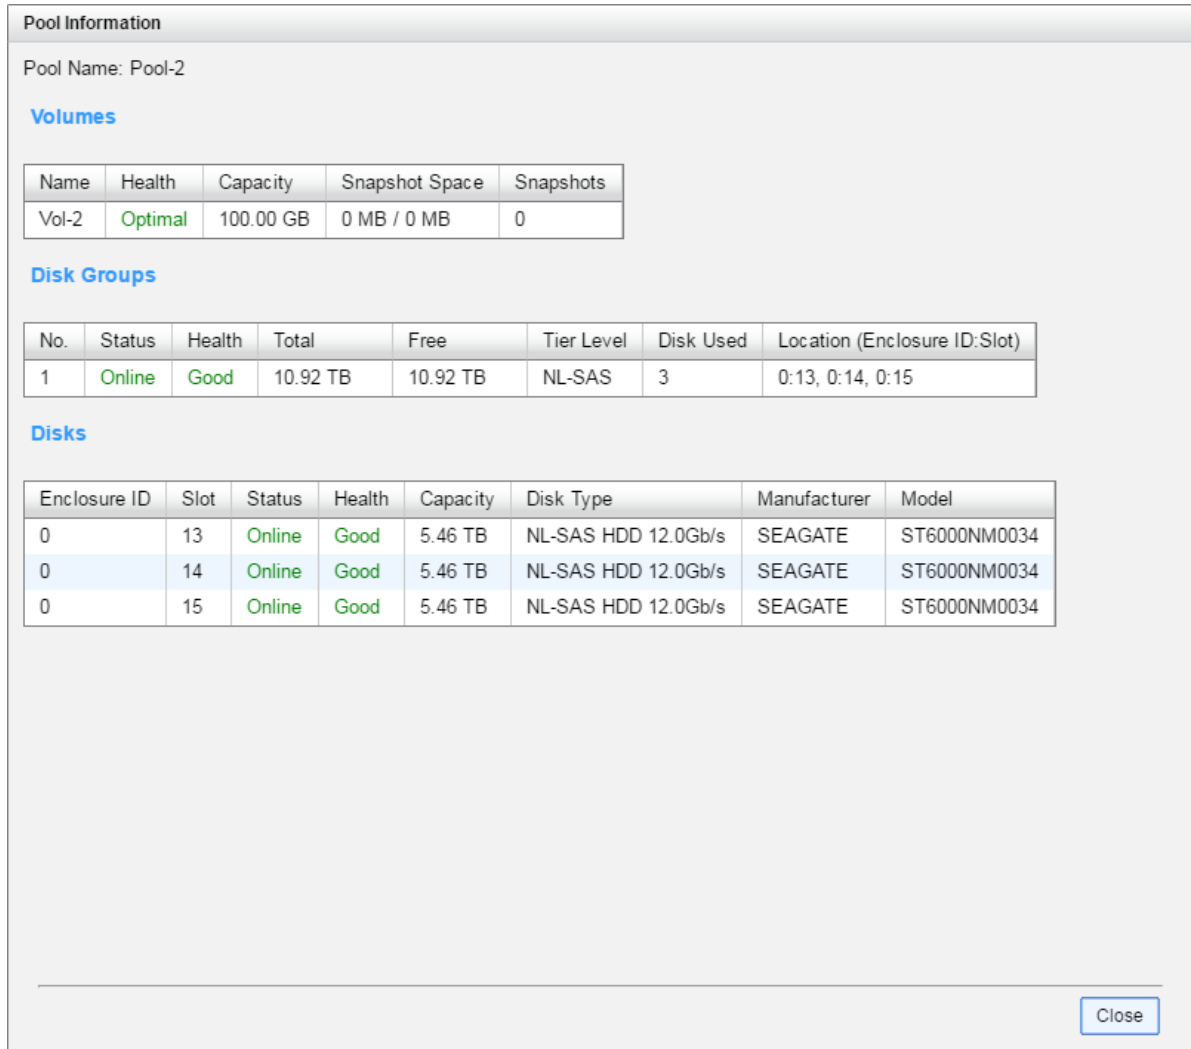 Pool Information
Pool Name: Pool-2
Volumes
Name Health Capacity Snapshot Space Snapshots
Vol-2 Optimal 100.00 GB 0 MB / 0 MB 0
Disk Groups
No. Status Health Total Free Tier Level Disk Used Location (Enclosure ID:Slot)
1 Online Good 10.92 TB 10.92 TB NL-SAS 3 0:13, 0:14, 0:15
Disks
Enclosure ID Slot Status Health Capacity Disk Type Manufacturer Model
0 13 Online Good 5.46 TB NL-SAS HDD 12.0Gb/s SEAGATE ST6000NM0034
0 14 Online Good 5.46 TB NL-SAS HDD 12.0Gb/s SEAGATE ST6000NM0034
0 15 Online Good 5.46 TB NL-SAS HDD 12.0Gb/s SEAGATE ST6000NM0034
Close